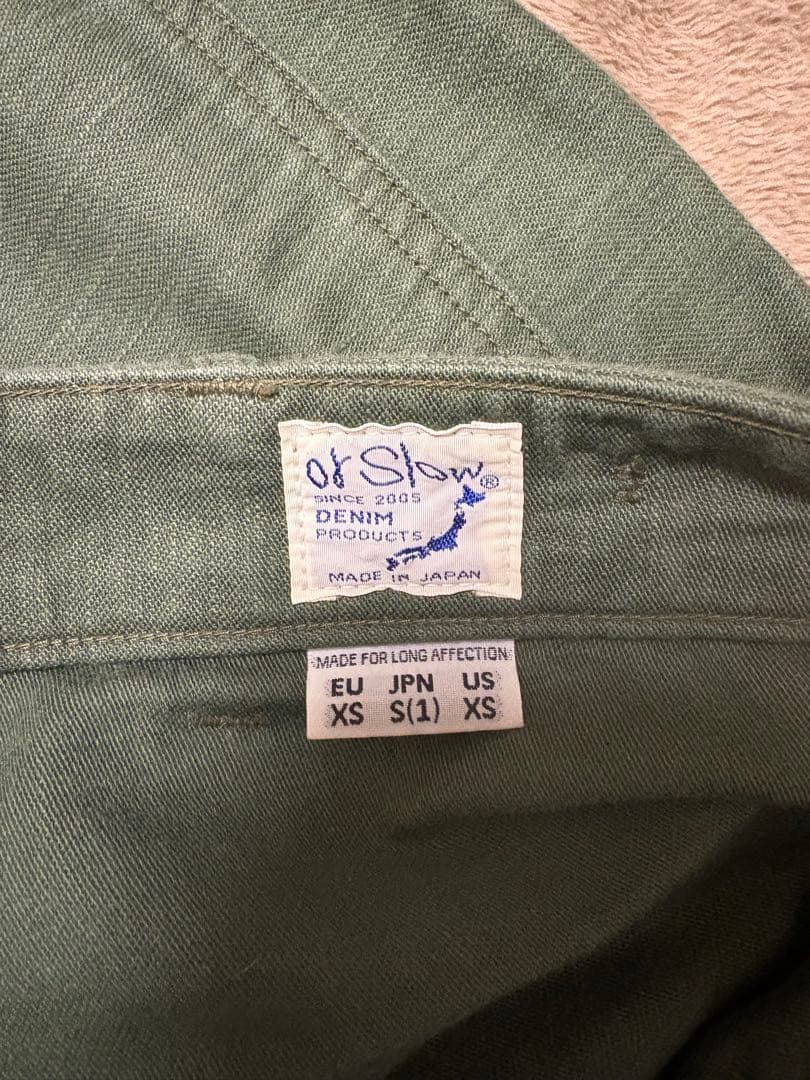 or Slow®
SINCE 2005
DENIM
PRODUCTS
MADE IN JAPAN
MADE FOR LONG AFFECTION
EU JPN US
XS S(1) XS